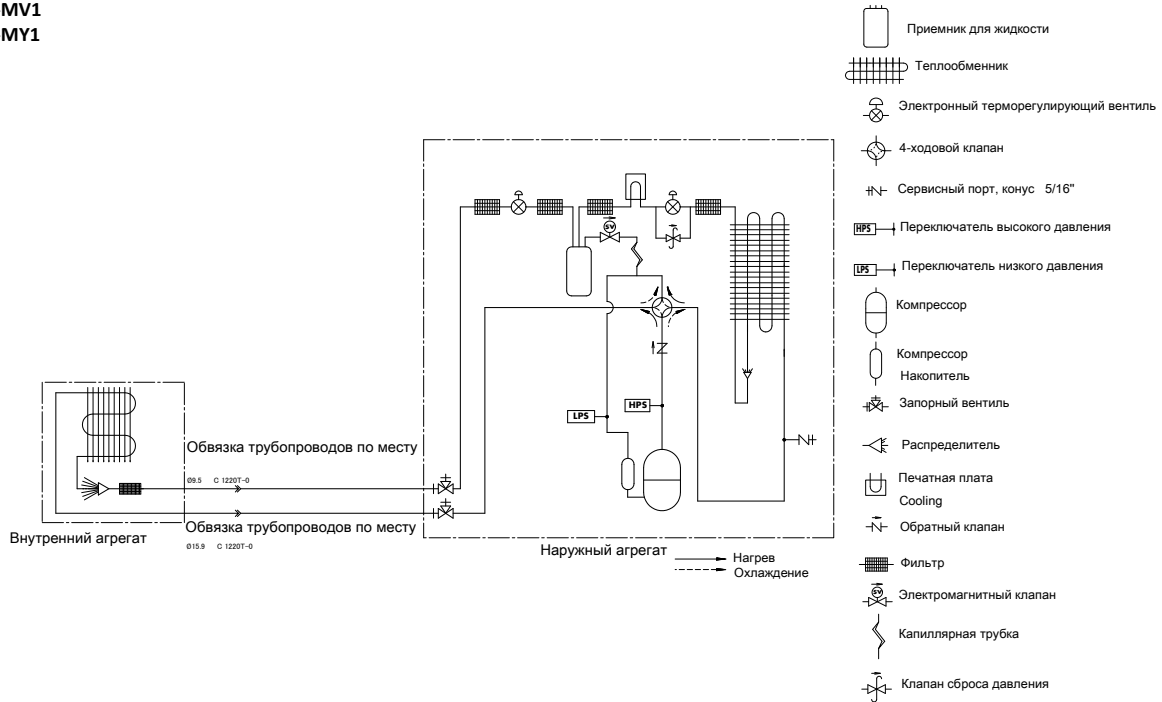 MV1
MY1
Приемник для жидкости
Теплообменник
Электронный терморегулирующий вентиль
4-ходовой клапан
Сервисный порт, конус 5/16"
HPS Переключатель высокого давления
LPS Переключатель низкого давления
Компрессор
Компрессор
Накопитель
Запорный вентиль
Распределитель
Печатная плата
Cooling
Обратный клапан
Фильтр
SV
Электромагнитный клапан
Капиллярная трубка
Клапан сброса давления
SV
LPS
HPS
Обвязка трубопроводов по месту
Ø9.5 C 1220T-0
Обвязка трубопроводов по месту
Ø15.9 C 1220T-0
Внутренний агрегат
Наружный агрегат
Нагрев
Охлаждение